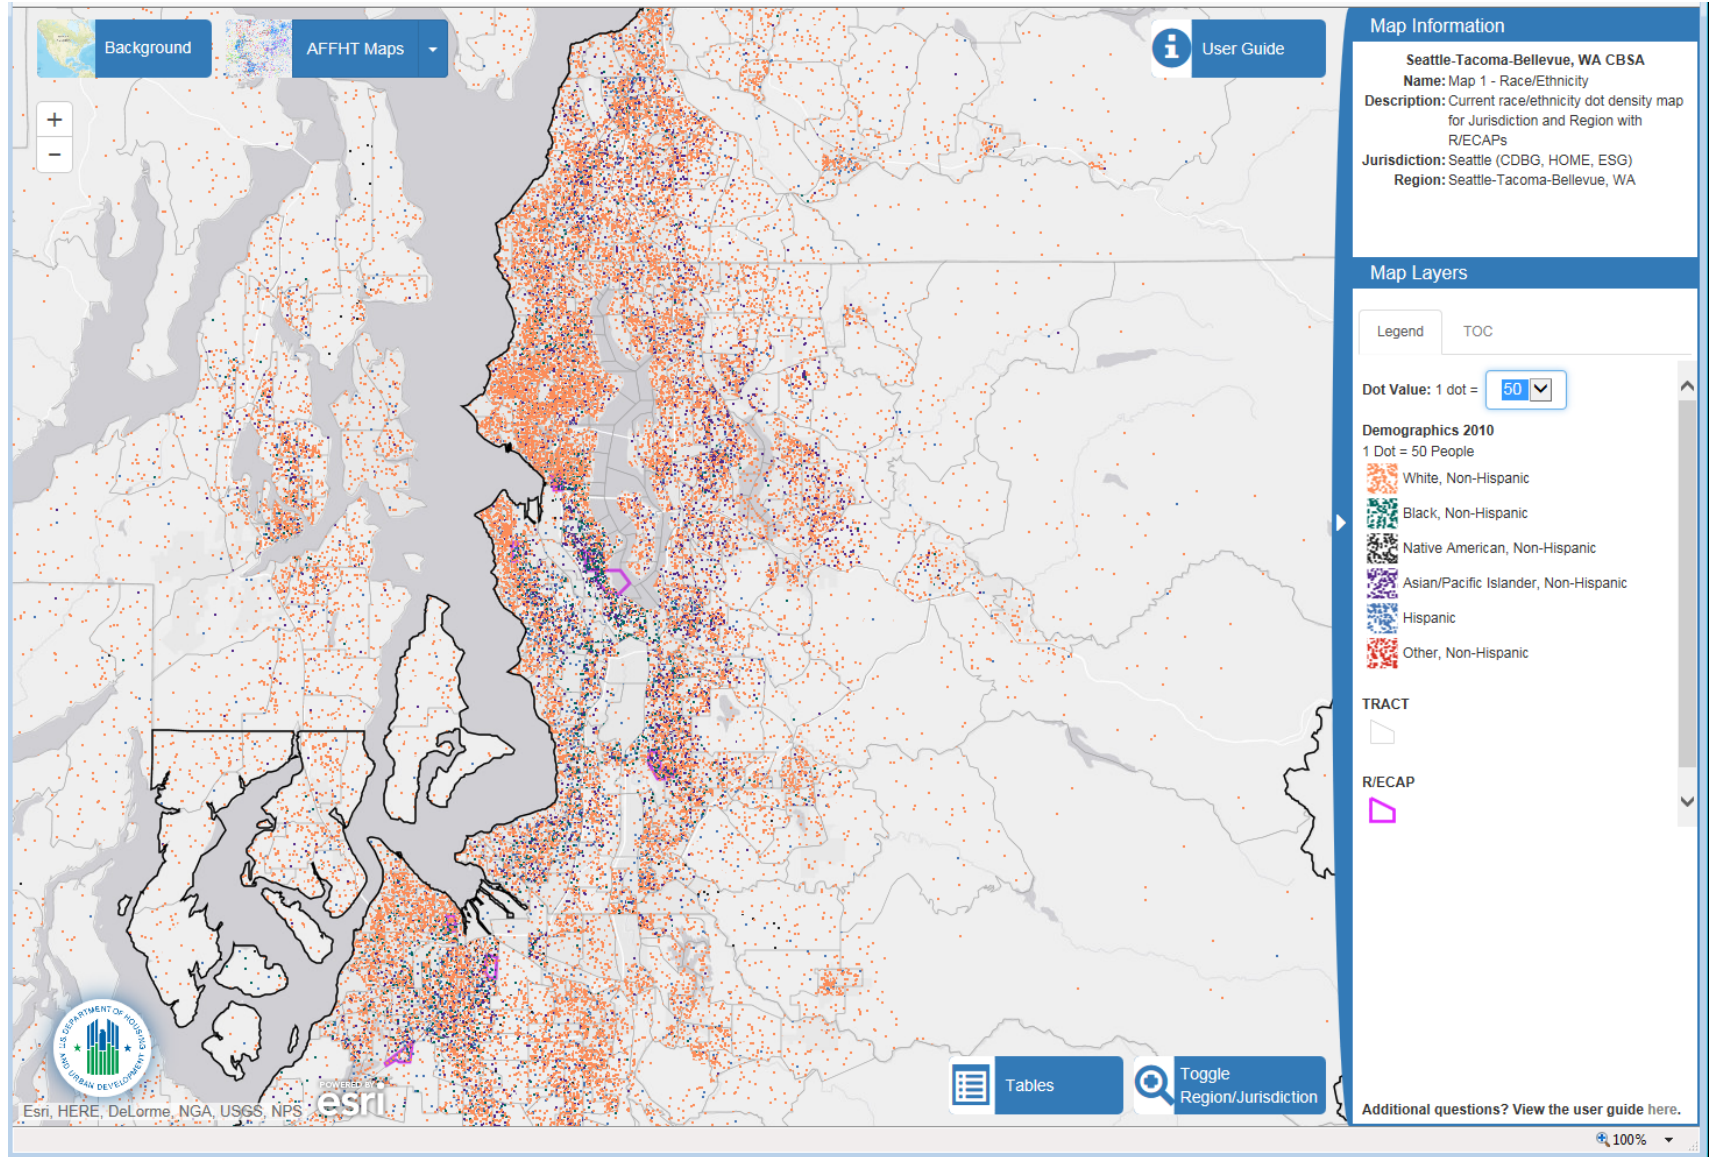 Background
AFFHT Maps
User Guide
+
−
Map Information
Seattle-Tacoma-Bellevue, WA CBSA
Name: Map 1 - Race/Ethnicity
Description: Current race/ethnicity dot density map
for Jurisdiction and Region with
R/ECAPs
Jurisdiction: Seattle (CDBG, HOME, ESG)
Region: Seattle-Tacoma-Bellevue, WA
Map Layers
Legend TOC
Dot Value: 1 dot = 50
Demographics 2010
1 Dot = 50 People
White, Non-Hispanic
Black, Non-Hispanic
Native American, Non-Hispanic
Asian/Pacific Islander, Non-Hispanic
Hispanic
Other, Non-Hispanic
TRACT
R/ECAP
U.S. DEPARTMENT OF HOUSING
AND URBAN DEVELOPMENT
Tables
Toggle
Region/Jurisdiction
POWERED BY
esri
Esri, HERE, DeLorme, NGA, USGS, NPS
Additional questions? View the user guide here.
100%